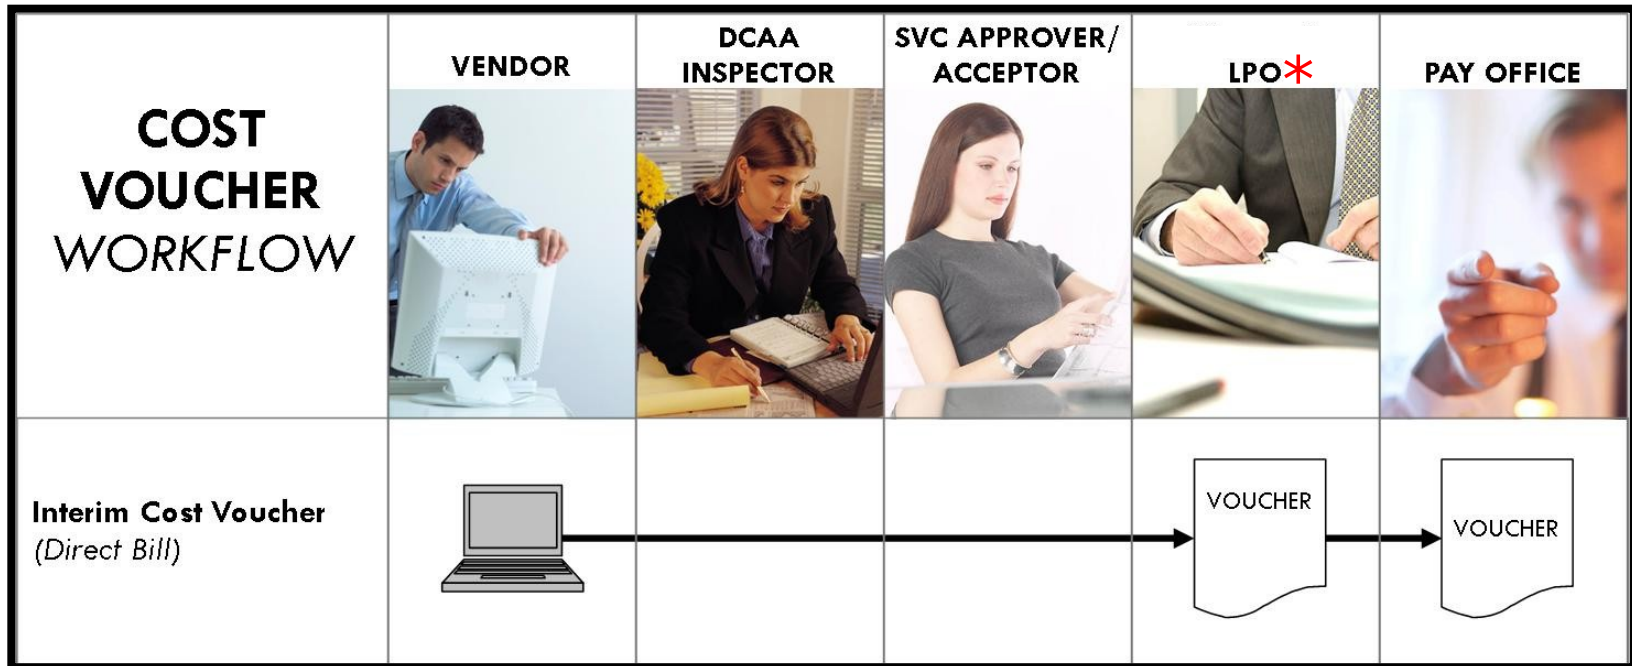 COST
VOUCHER
WORKFLOW
VENDOR
DCAA
INSPECTOR
SVC APPROVER/
ACCEPTOR
LPO*
PAY OFFICE
Interim Cost Voucher
(Direct Bill)
VOUCHER
VOUCHER